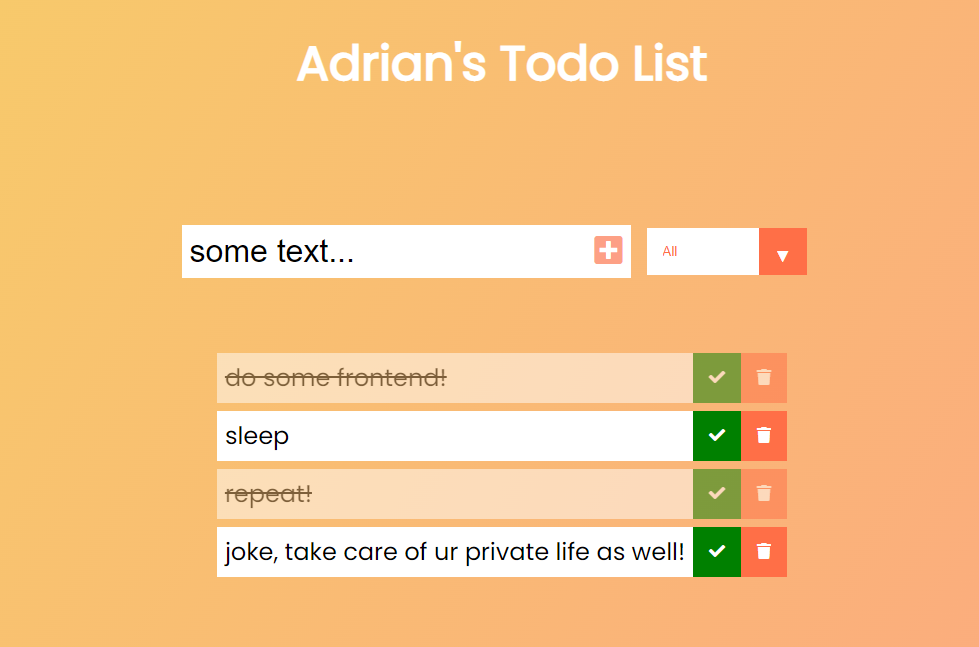 Adrian's Todo List
some text...
All
do some frontend!
sleep
repeat!
joke, take care of ur private life as well!